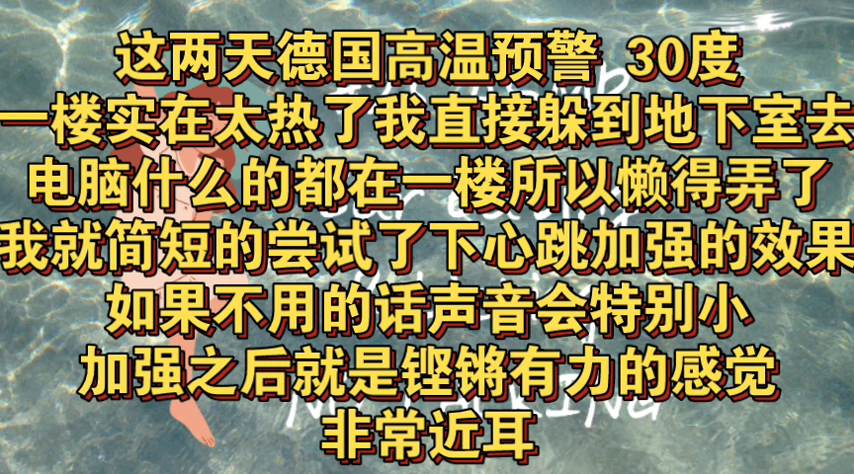 这两天德国高温预警 30度
一楼实在太热了我直接躲到地下室去
电脑什么的都在一楼所以懒得弄了
我就简短的尝试了下心跳加强的效果
如果不用的话声音会特别小
加强之后就是铿锵有力的感觉
非常近耳